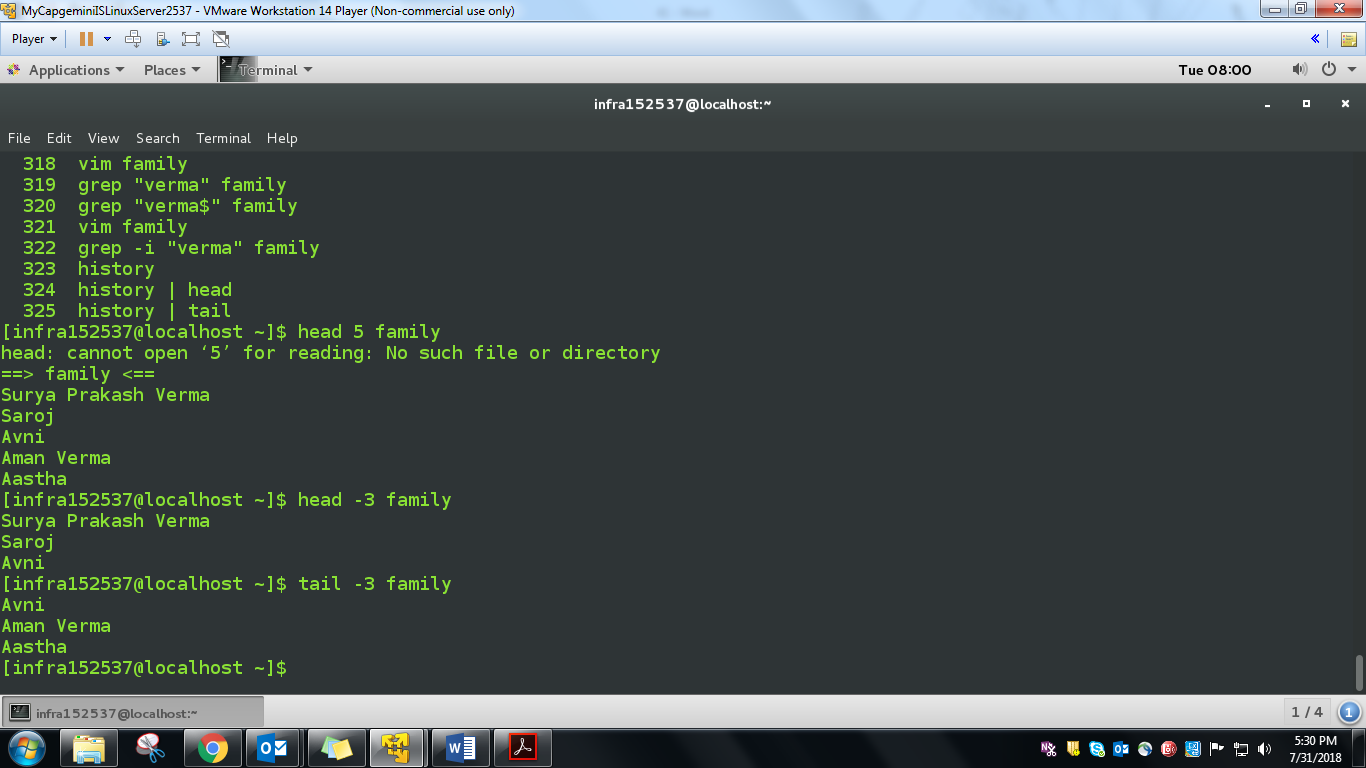 MyCapgeminiISLinuxServer2537 - VMware Workstation 14 Player (Non-commercial use only)
Player
Applications Places Terminal Tue 08:00
infra152537@localhost:~
File Edit View Search Terminal Help
318 vim family
319 grep "verma" family
320 grep "verma$" family
321 vim family
322 grep -i "verma" family
323 history
324 history | head
325 history | tail
[infra152537@localhost ~]$ head 5 family
head: cannot open ‘5’ for reading: No such file or directory
==> family <==
Surya Prakash Verma
Saroj
Avni
Aman Verma
Aastha
[infra152537@localhost ~]$ head -3 family
Surya Prakash Verma
Saroj
Avni
[infra152537@localhost ~]$ tail -3 family
Avni
Aman Verma
Aastha
[infra152537@localhost ~]$
infra152537@localhost:~ 1 / 4 1
5:30 PM
7/31/2018